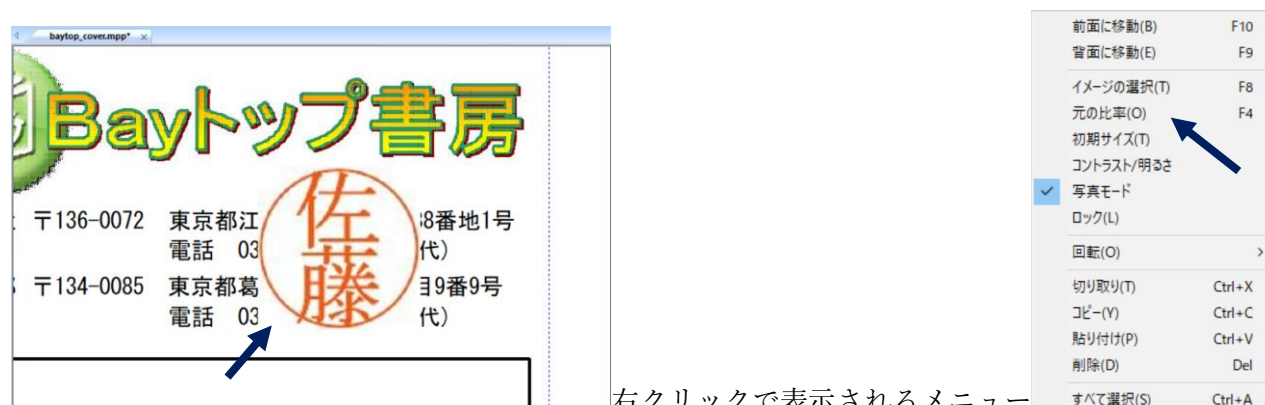 baytop_cover.mpp*
Bayトップ書房
〒136-0072 東京都江
8番地1号
電話 03
代）
〒134-0085 東京都葛
目9番9号
電話 03
代）
佐藤
右クリックで表示されるメニュー
前面に移動(B) F10
背面に移動(E) F9
イメージの選択(T) F8
元の比率(O) F4
初期サイズ(T)
コントラスト/明るさ
写真モード
ロック(L)
回転(O)
切り取り(T) Ctrl+X
コピー(Y) Ctrl+C
貼り付け(P) Ctrl+V
削除(D) Del
すべて選択(S) Ctrl+A